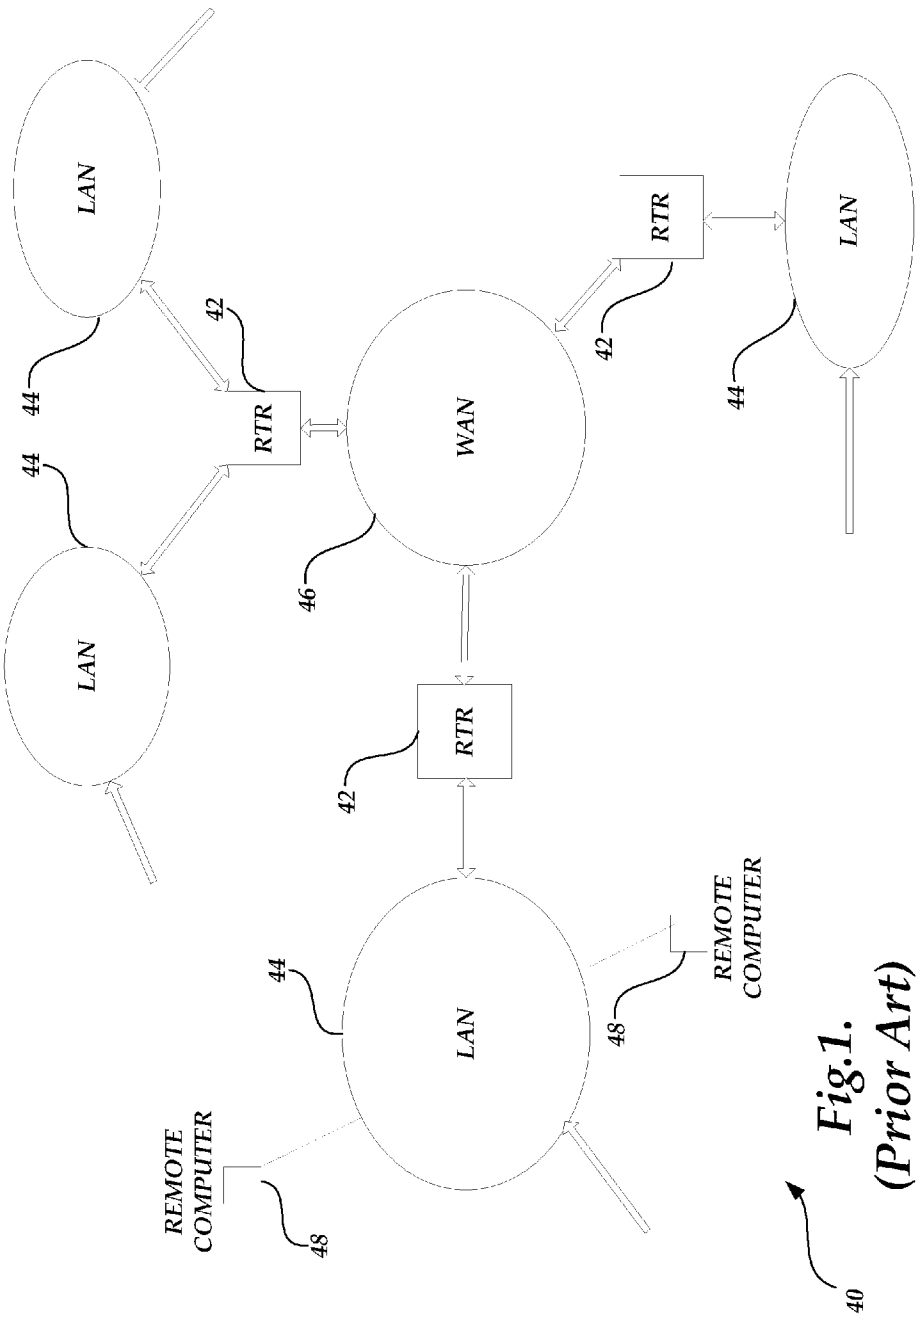 44
44
LAN
LAN
REMOTE
COMPUTER
42
RTR
44
46
48
42
LAN
RTR
WAN
42
48
RTR
REMOTE
COMPUTER
44
LAN
Fig.1.
(Prior Art)
40